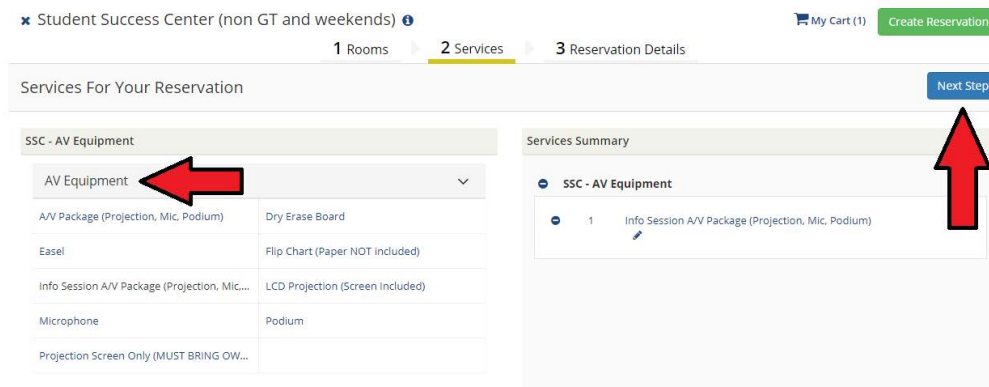 × Student Success Center (non GT and weekends)
My Cart (1)
Create Reservation
1 Rooms
2 Services
3 Reservation Details
Services For Your Reservation
Next Step
SSC - AV Equipment
Services Summary
AV Equipment
SSC - AV Equipment
A/V Package (Projection, Mic, Podium)
Dry Erase Board
1 Info Session A/V Package (Projection, Mic, Podium)
Easel
Flip Chart (Paper NOT included)
Info Session A/V Package (Projection, Mic,...
LCD Projection (Screen Included)
Microphone
Podium
Projection Screen Only (MUST BRING OW...